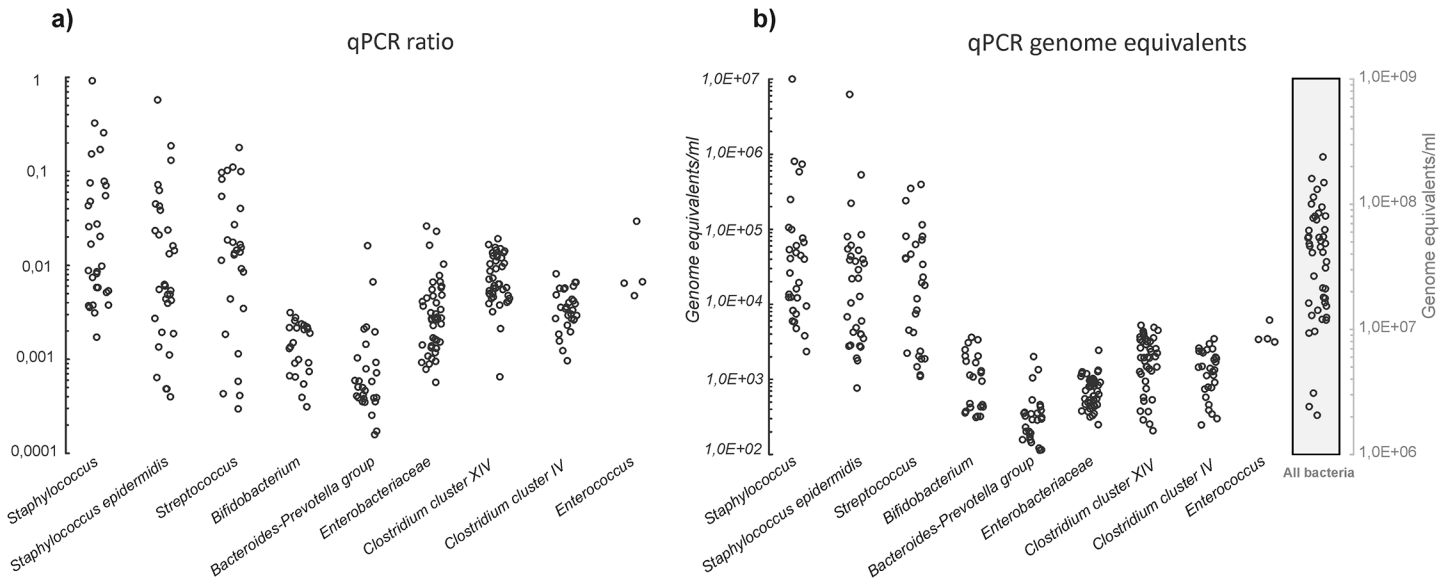 a)
qPCR ratio
1
0,1
0,01
0,001
0,0001
Staphylococcus
Staphylococcus epidermidis
Streptococcus
Bifidobacterium
Bacteroides-Prevotella group
Enterobacteriaceae
Clostridium cluster XIV
Clostridium cluster IV
Enterococcus
b)
qPCR genome equivalents
Genome equivalents/ml
1,0E+07
1,0E+06
1,0E+05
1,0E+04
1,0E+03
1,0E+02
Staphylococcus
Staphylococcus epidermidis
Streptococcus
Bifidobacterium
Bacteroides-Prevotella group
Enterobacteriaceae
Clostridium cluster XIV
Clostridium cluster IV
Enterococcus
All bacteria
1,0E+09
1,0E+08
1,0E+07
1,0E+06
Genome equivalents/ml